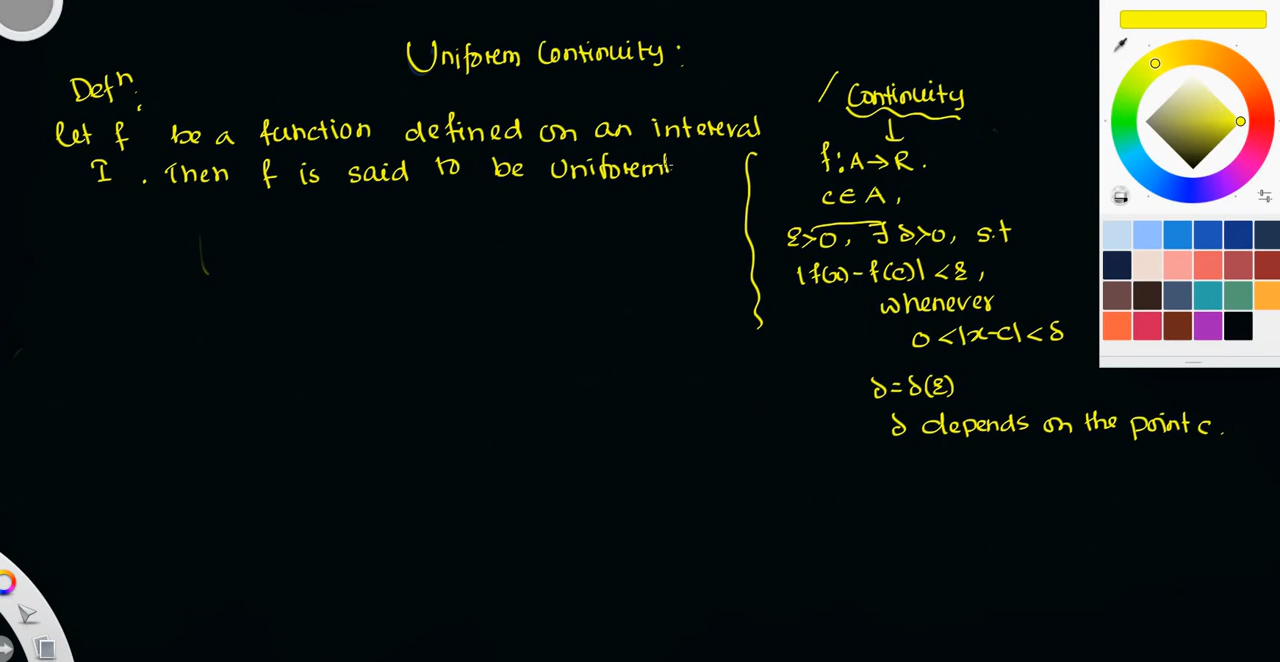 Uniform Continuity :
Defn.
Let f be a function defined on an interval
I . Then f is said to be Uniforml
Continuity
↓
f : A → R .
c ∈ A ,
ε > 0 , ∃ δ > 0 , s.t
|f(x) - f(c)| < ε ,
whenever
0 < |x - c| < δ
δ = δ(ε)
δ depends on the point c .